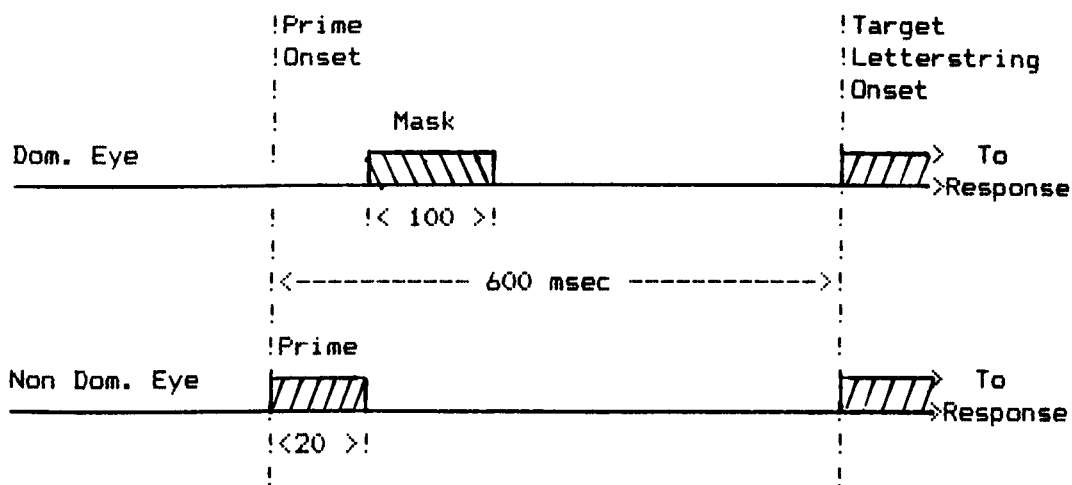 !Prime !Target
!Onset !Letterstring
!Onset
Mask
Dom. Eye > To
>Response
!< 100 >!
!<---------- 600 msec ----------->!
!Prime
Non Dom. Eye > To
>Response
!<20 >!